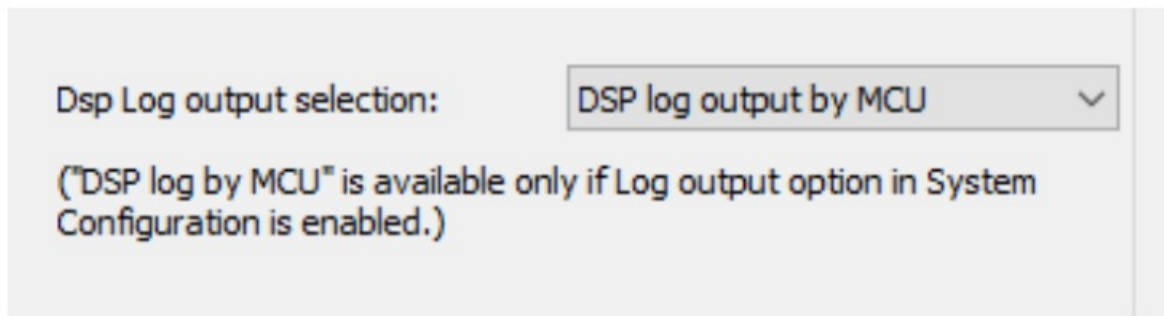 Dsp Log output selection: DSP log output by MCU
("DSP log by MCU" is available only if Log output option in System
Configuration is enabled.)